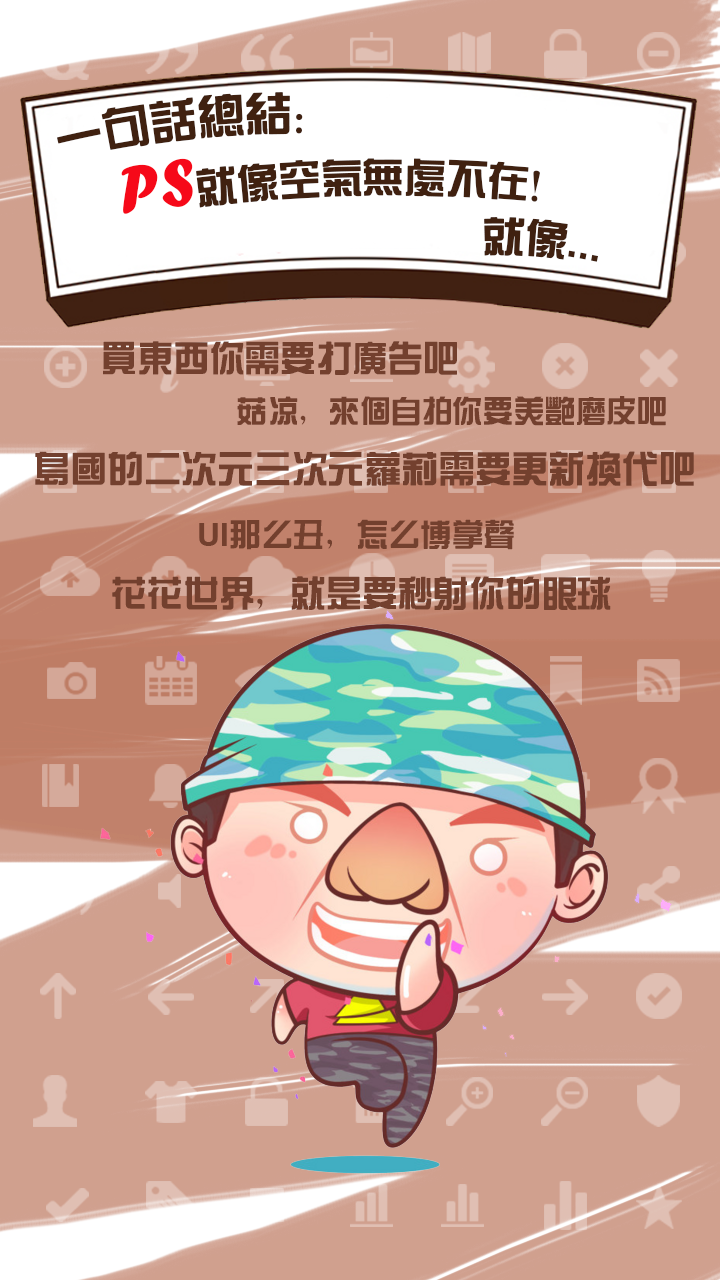 一句話總結:
PS就像空氣無處不在!
就像...
買東西你需要打廣告吧
菇凉，來個自拍你要美艷磨皮吧
島國的二次元三次元蘿莉需要更新換代吧
UI那么丑，怎么博掌聲
花花世界，就是要秒射你的眼球